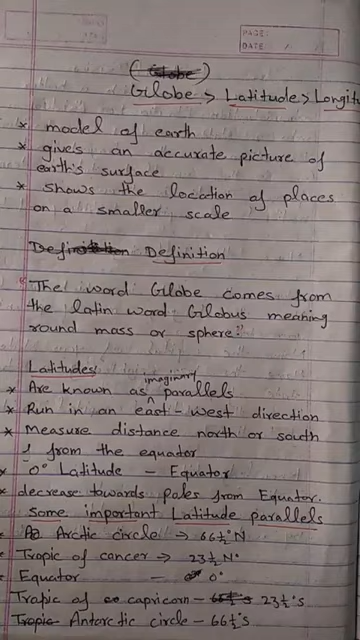 PAGE:
DATE:
(Globe)
Globe > Latitude > Longit
* model of earth
* gives an accurate picture of
earth's surface
* shows the location of places
on a smaller scale
Definition Definition
" The word Globe comes from
the latin word Globus meaning
round mass or sphere."
Latitudes
imaginary
* Are known as ^ parallels
* Run in an east - west direction
* Measure distance north or south
from the equator
* 0° Latitude - Equator
* decrease towards poles from Equator.
some important Latitude parallels
Arctic circle → 66½°N
Tropic of cancer → 23½ N°
Equator - 0°
Tropic of capricorn - 23½°s
Tropic Antarctic circle - 66½°s